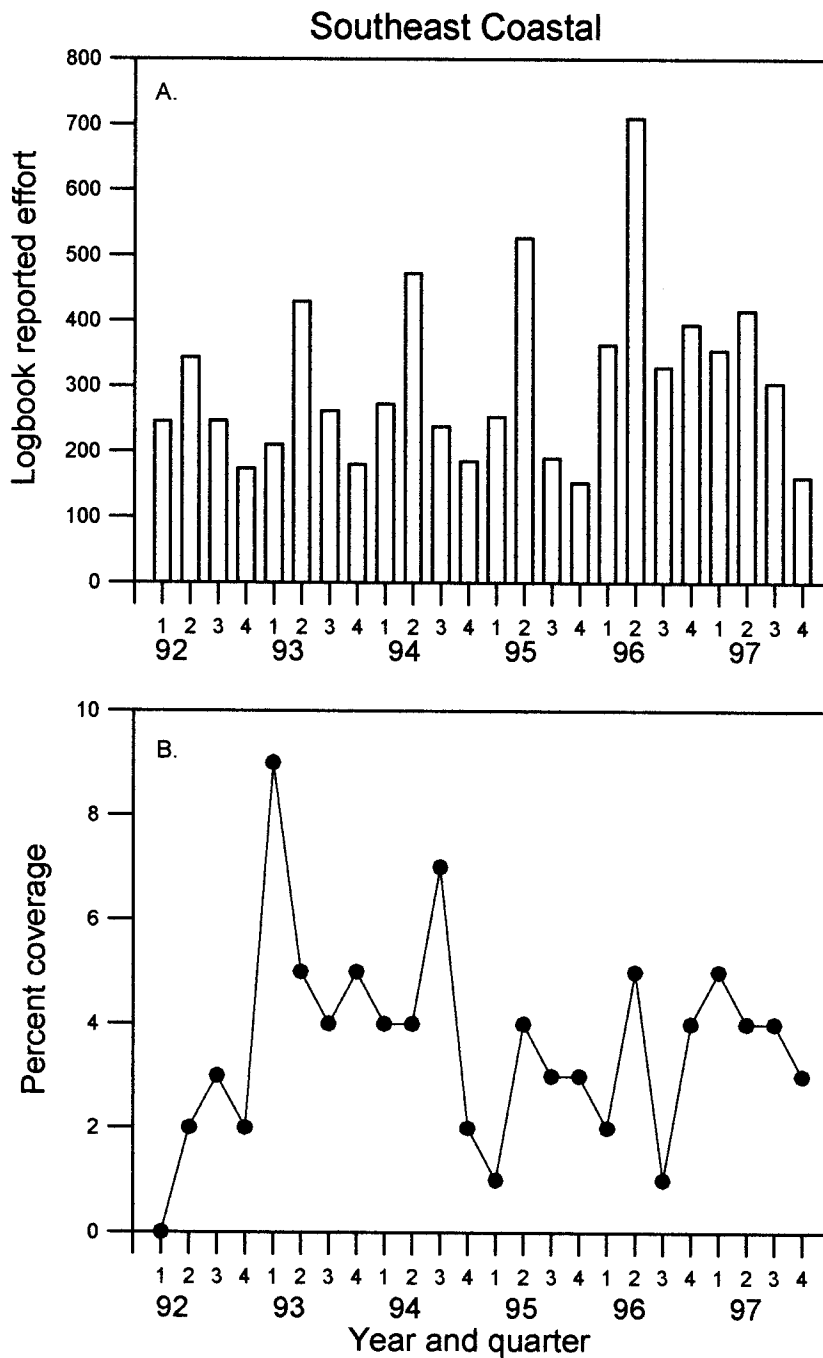 Southeast Coastal
A.
Logbook reported effort
800
700
600
500
400
300
200
100
0
1 2 3 4 1 2 3 4 1 2 3 4 1 2 3 4 1 2 3 4 1 2 3 4
92 93 94 95 96 97
B.
Percent coverage
10
8
6
4
2
0
1 2 3 4 1 2 3 4 1 2 3 4 1 2 3 4 1 2 3 4 1 2 3 4
92 93 94 95 96 97
Year and quarter